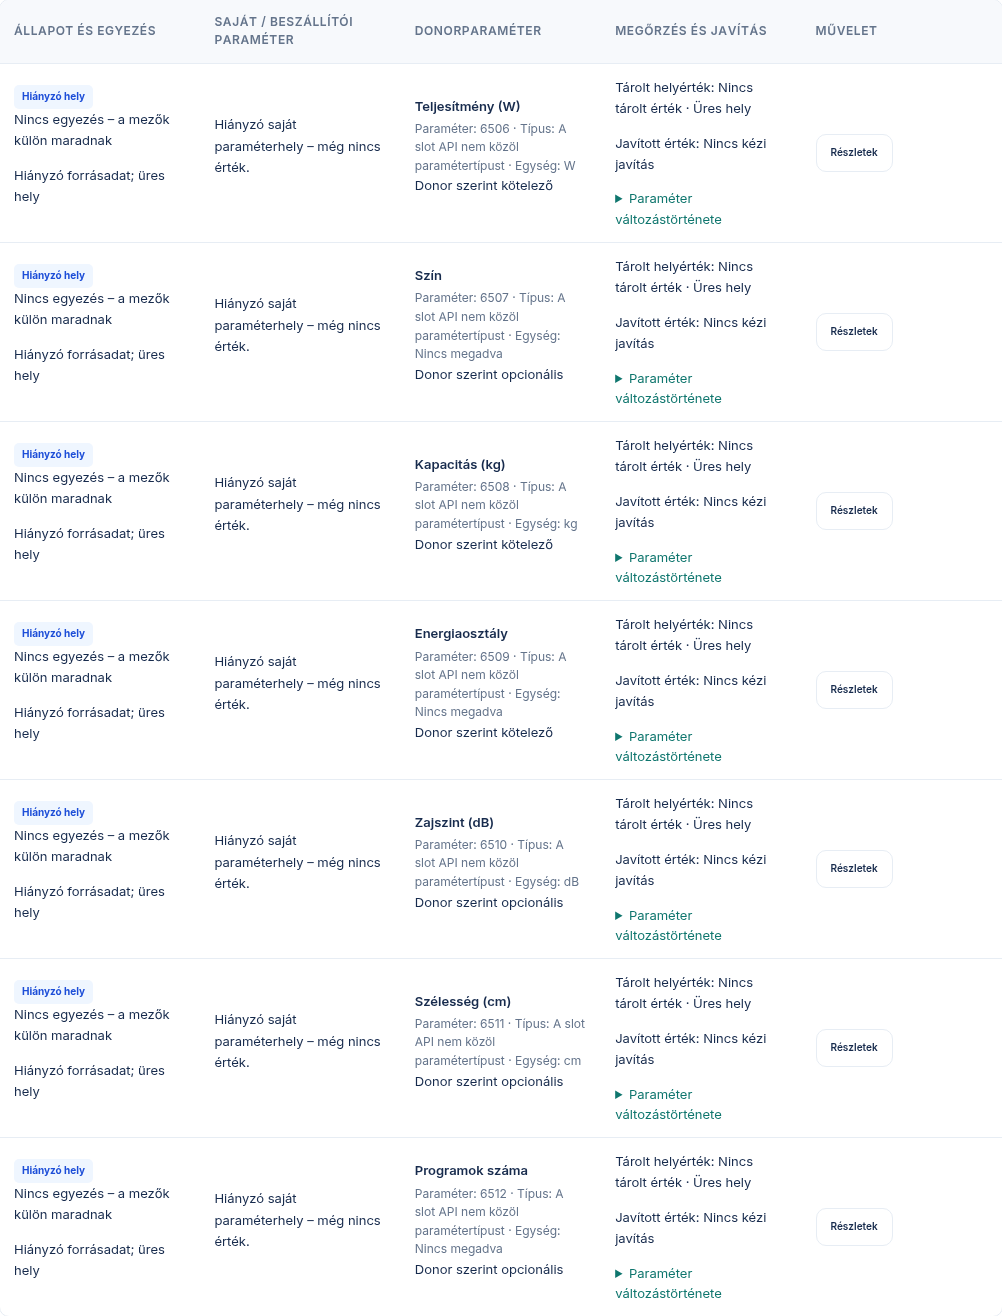 ÁLLAPOT ÉS EGYEZÉS
SAJÁT / BESZÁLLÍTÓI
PARAMÉTER
DONORPARAMÉTER
MEGŐRZÉS ÉS JAVÍTÁS
MŰVELET
Hiányzó hely
Nincs egyezés – a mezők
külön maradnak
Hiányzó forrásadat; üres
hely
Hiányzó saját
paraméterhely – még nincs
érték.
Teljesítmény (W)
Paraméter: 6506 · Típus: A
slot API nem közöl
paramétertípust · Egység: W
Donor szerint kötelező
Tárolt helyérték: Nincs
tárolt érték · Üres hely
Javított érték: Nincs kézi
javítás
▶ Paraméter
változástörténete
Részletek
Hiányzó hely
Nincs egyezés – a mezők
külön maradnak
Hiányzó forrásadat; üres
hely
Hiányzó saját
paraméterhely – még nincs
érték.
Szín
Paraméter: 6507 · Típus: A
slot API nem közöl
paramétertípust · Egység:
Nincs megadva
Donor szerint opcionális
Tárolt helyérték: Nincs
tárolt érték · Üres hely
Javított érték: Nincs kézi
javítás
▶ Paraméter
változástörténete
Részletek
Hiányzó hely
Nincs egyezés – a mezők
külön maradnak
Hiányzó forrásadat; üres
hely
Hiányzó saját
paraméterhely – még nincs
érték.
Kapacitás (kg)
Paraméter: 6508 · Típus: A
slot API nem közöl
paramétertípust · Egység: kg
Donor szerint kötelező
Tárolt helyérték: Nincs
tárolt érték · Üres hely
Javított érték: Nincs kézi
javítás
▶ Paraméter
változástörténete
Részletek
Hiányzó hely
Nincs egyezés – a mezők
külön maradnak
Hiányzó forrásadat; üres
hely
Hiányzó saját
paraméterhely – még nincs
érték.
Energiaosztály
Paraméter: 6509 · Típus: A
slot API nem közöl
paramétertípust · Egység:
Nincs megadva
Donor szerint kötelező
Tárolt helyérték: Nincs
tárolt érték · Üres hely
Javított érték: Nincs kézi
javítás
▶ Paraméter
változástörténete
Részletek
Hiányzó hely
Nincs egyezés – a mezők
külön maradnak
Hiányzó forrásadat; üres
hely
Hiányzó saját
paraméterhely – még nincs
érték.
Zajszint (dB)
Paraméter: 6510 · Típus: A
slot API nem közöl
paramétertípust · Egység: dB
Donor szerint opcionális
Tárolt helyérték: Nincs
tárolt érték · Üres hely
Javított érték: Nincs kézi
javítás
▶ Paraméter
változástörténete
Részletek
Hiányzó hely
Nincs egyezés – a mezők
külön maradnak
Hiányzó forrásadat; üres
hely
Hiányzó saját
paraméterhely – még nincs
érték.
Szélesség (cm)
Paraméter: 6511 · Típus: A slot
API nem közöl
paramétertípust · Egység: cm
Donor szerint opcionális
Tárolt helyérték: Nincs
tárolt érték · Üres hely
Javított érték: Nincs kézi
javítás
▶ Paraméter
változástörténete
Részletek
Hiányzó hely
Nincs egyezés – a mezők
külön maradnak
Hiányzó forrásadat; üres
hely
Hiányzó saját
paraméterhely – még nincs
érték.
Programok száma
Paraméter: 6512 · Típus: A
slot API nem közöl
paramétertípust · Egység:
Nincs megadva
Donor szerint opcionális
Tárolt helyérték: Nincs
tárolt érték · Üres hely
Javított érték: Nincs kézi
javítás
▶ Paraméter
változástörténete
Részletek